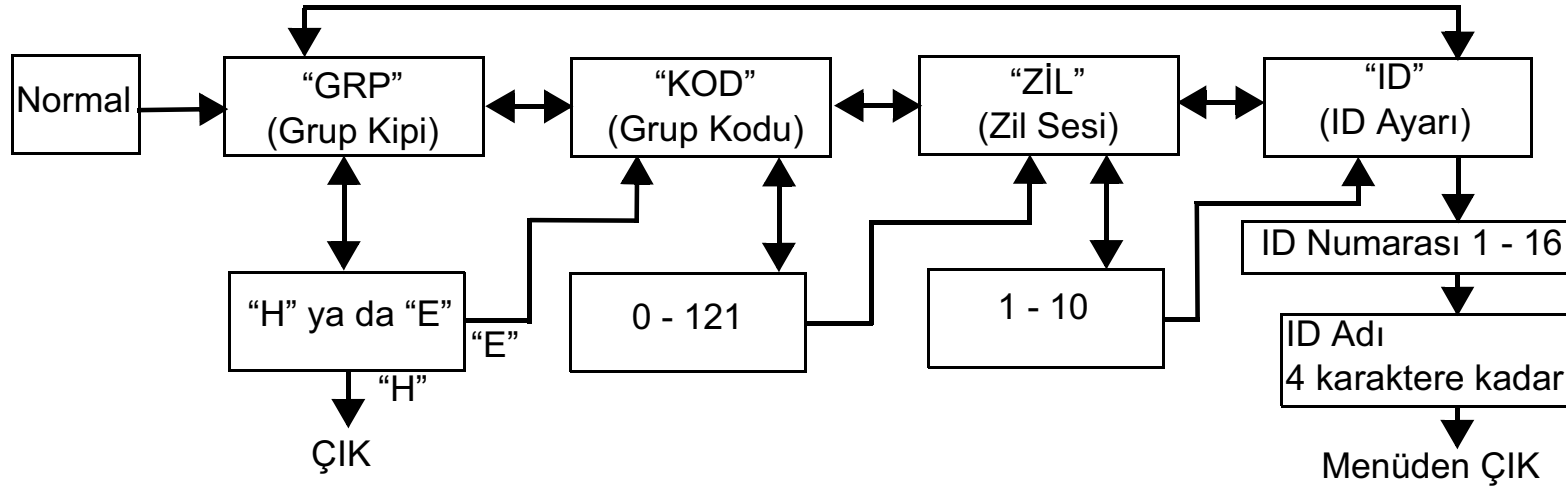 Normal
“GRP”
(Grup Kipi)
“KOD”
(Grup Kodu)
“ZİL”
(Zil Sesi)
“ID”
(ID Ayarı)
“H” ya da “E”
“E”
“H”
ÇIK
0 - 121
1 - 10
ID Numarası 1 - 16
ID Adı
4 karaktere kadar
Menüden ÇIK